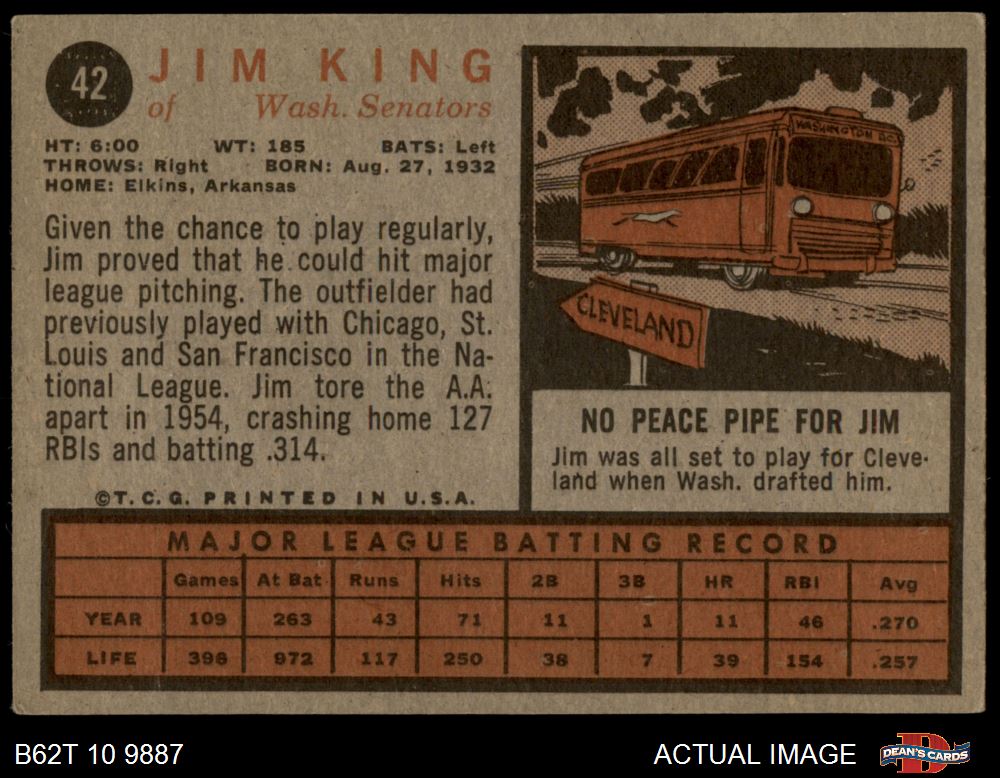 42
JIM KING
of Wash. Senators
HT: 6:00 WT: 185 BATS: Left
THROWS: Right BORN: Aug. 27, 1932
HOME: Elkins, Arkansas
Given the chance to play regularly,
Jim proved that he could hit major
league pitching. The outfielder had
previously played with Chicago, St.
Louis and San Francisco in the Na-
tional League. Jim tore the A.A.
apart in 1954, crashing home 127
RBIs and batting .314.
©T.C.G. PRINTED IN U.S.A.
WASHINGTON DC
CLEVELAND
NO PEACE PIPE FOR JIM
Jim was all set to play for Cleve-
land when Wash. drafted him.
MAJOR LEAGUE BATTING RECORD
Games At Bat Runs Hits 2B 3B HR RBI Avg
YEAR 109 263 43 71 11 1 11 46 .270
LIFE 396 972 117 250 38 7 39 154 .257
B62T 10 9887
ACTUAL IMAGE
DEAN'S CARDS